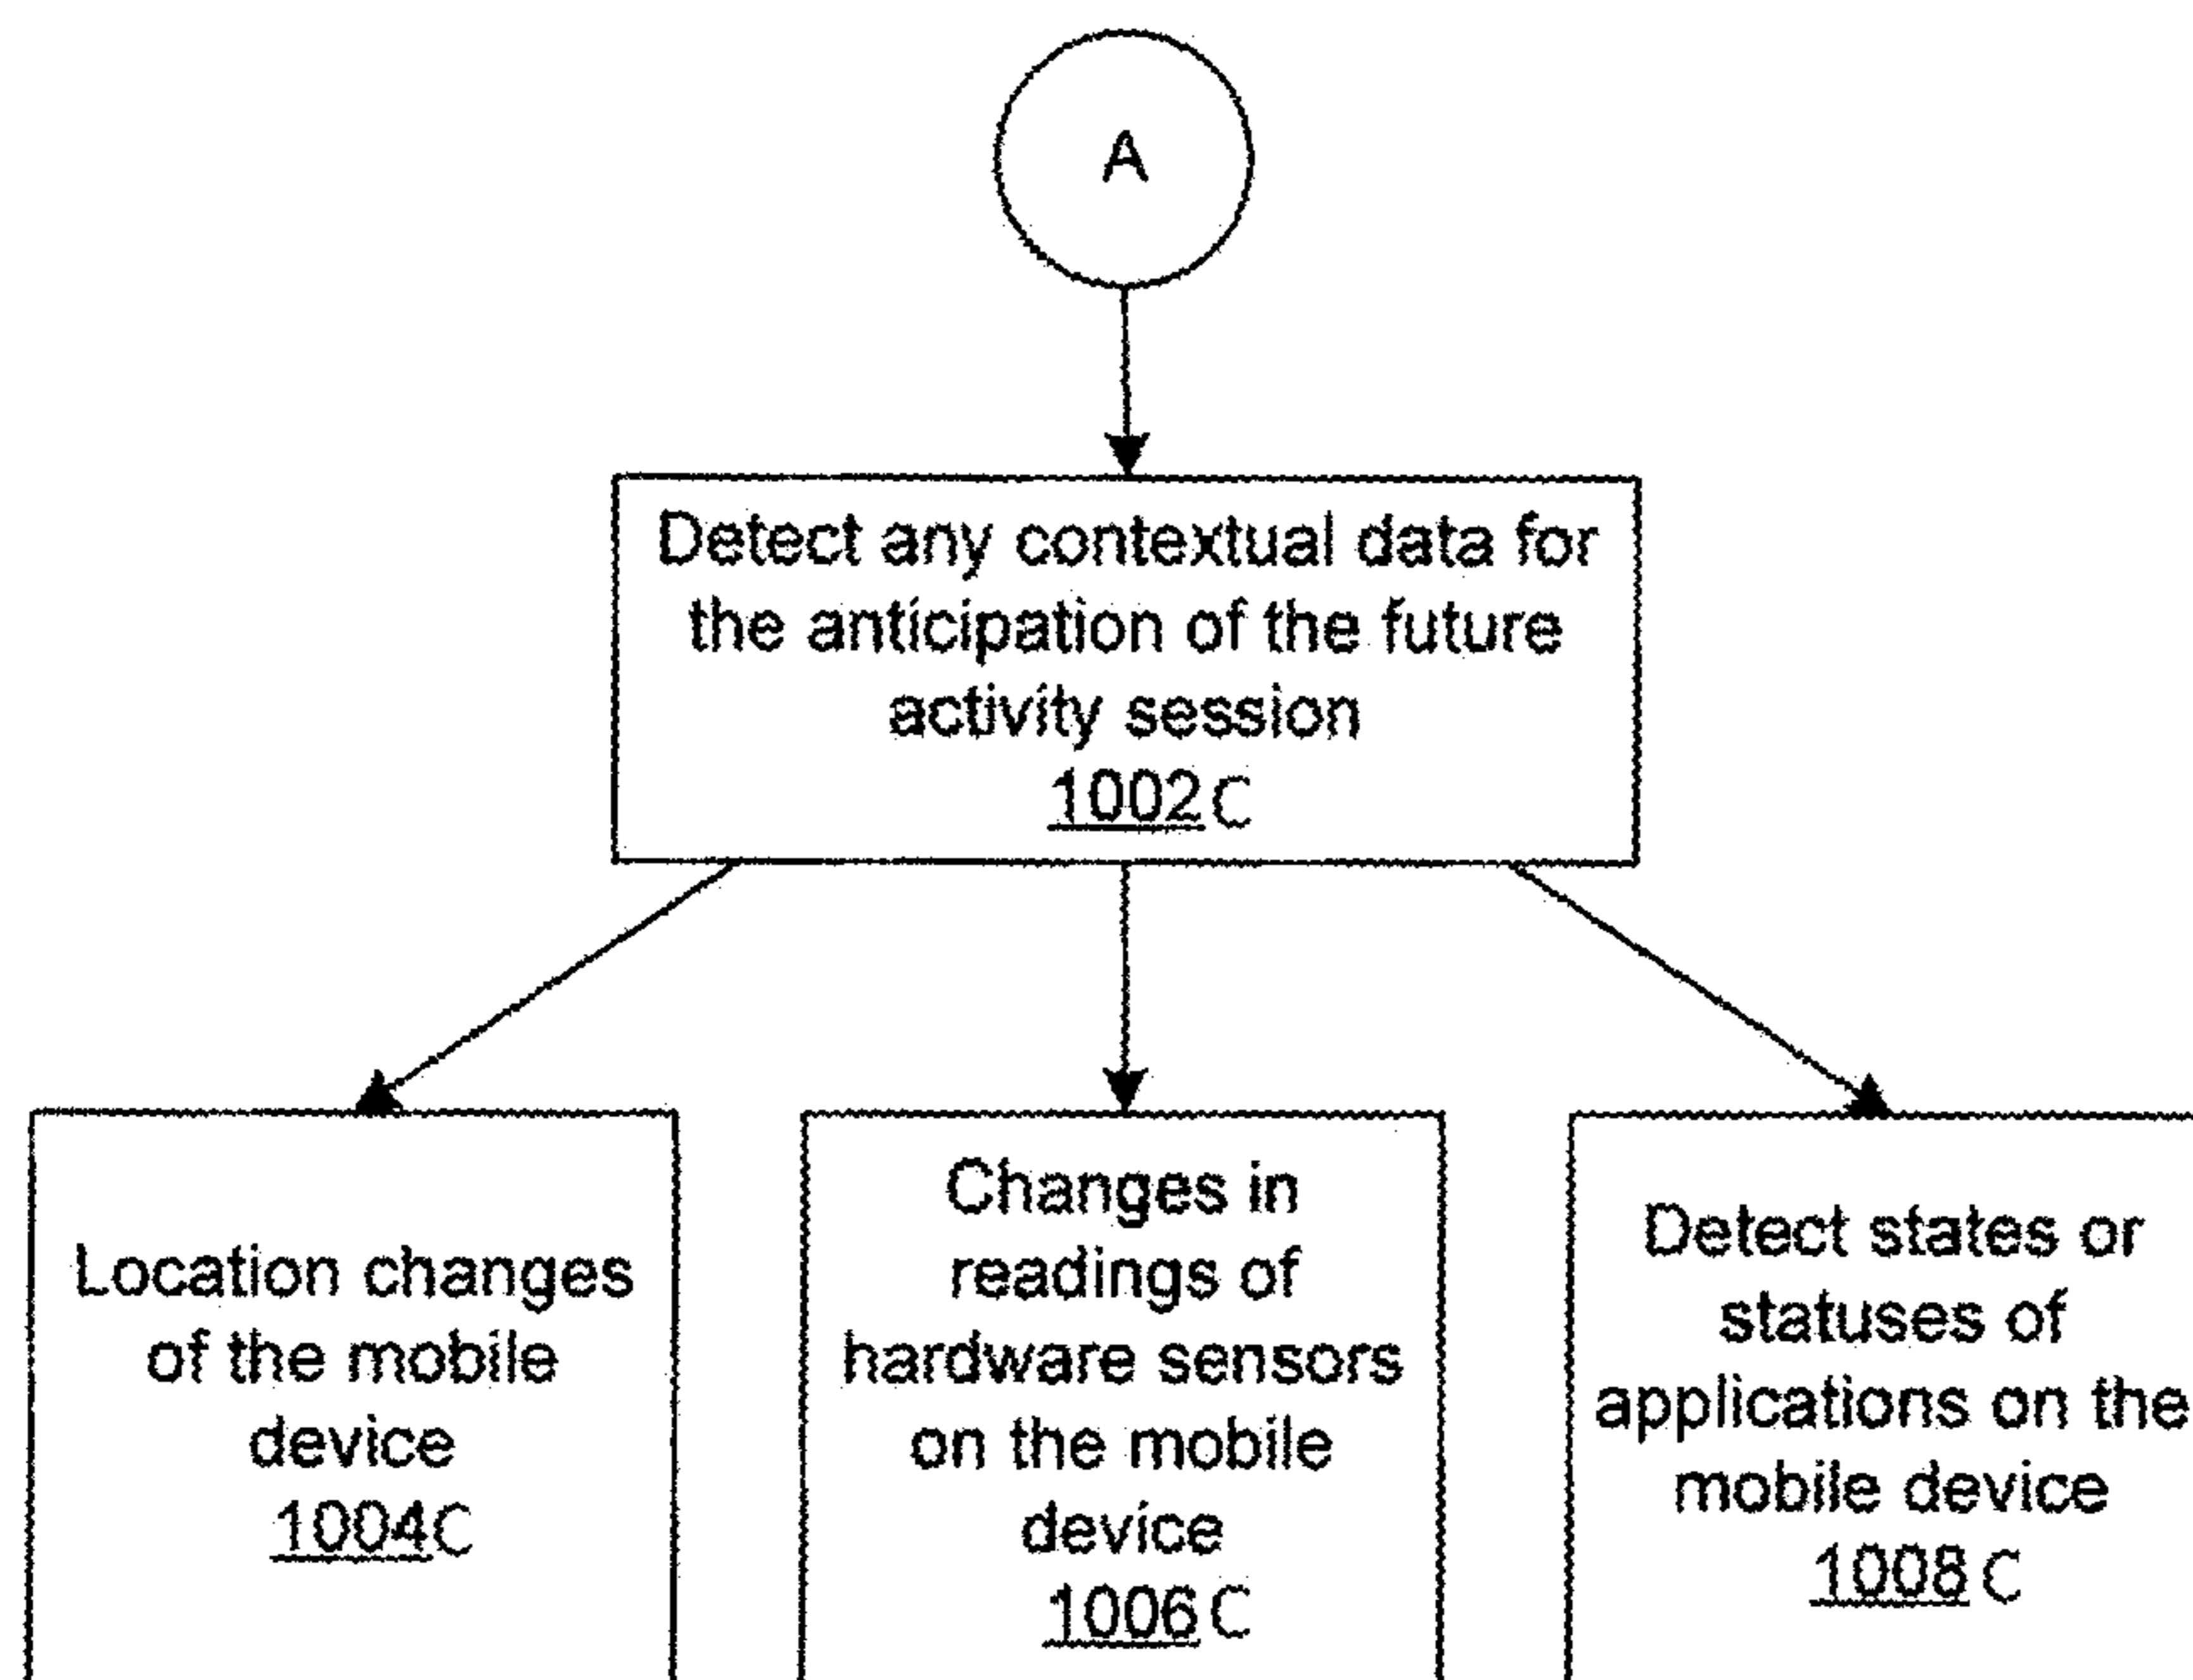 A
Detect any contextual data for
the anticipation of the future
activity session
1002C
Location changes
of the mobile
device
1004C
Changes in
readings of
hardware sensors
on the mobile
device
1006C
Detect states or
statuses of
applications on the
mobile device
1008C